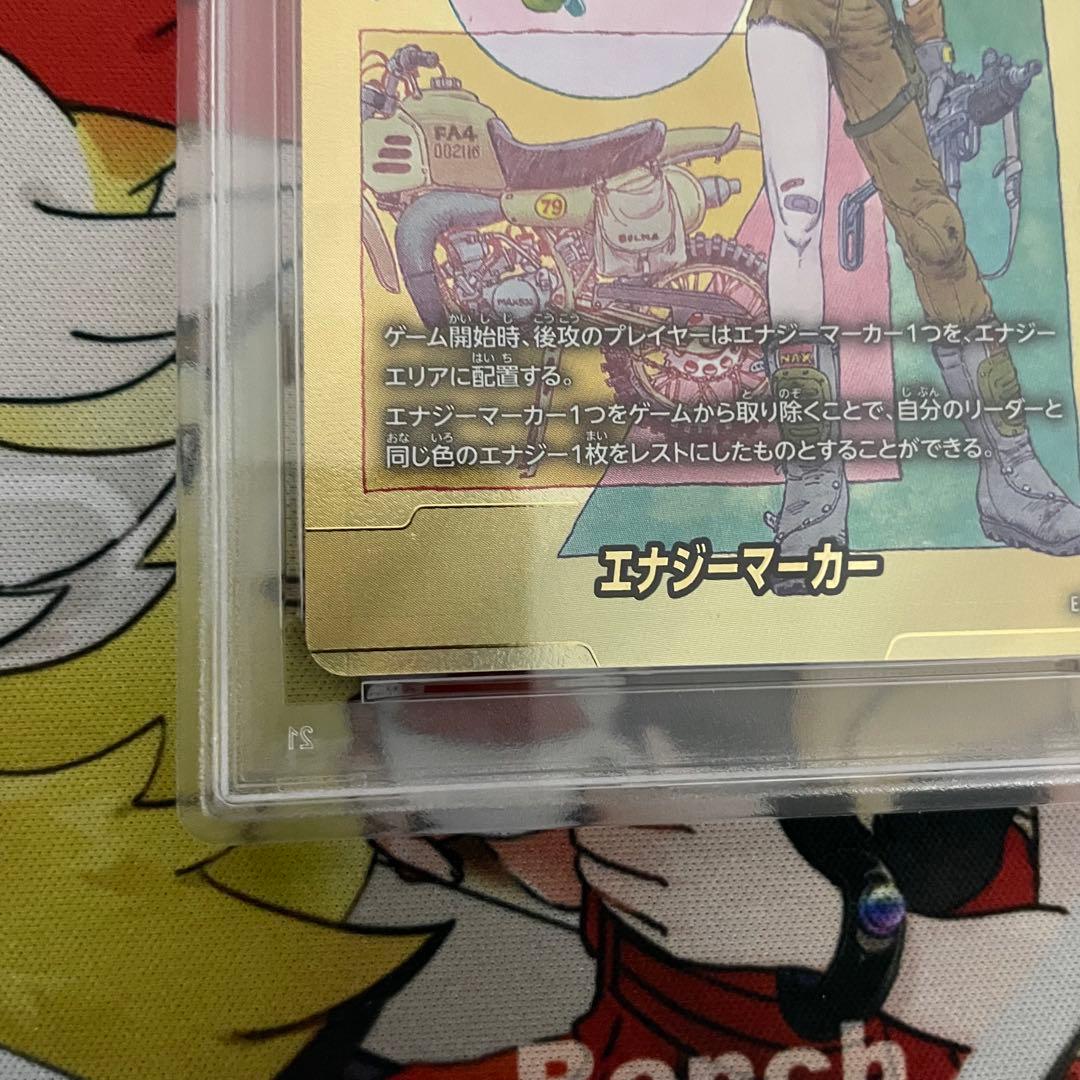 FA4
002116
79
BULMA
NAX
ゲーム開始時、後攻のプレイヤーはエナジーマーカー1つを、エナジー
エリアに配置する。
エナジーマーカー1つをゲームから取り除くことで、自分のリーダーと
同じ色のエナジー1枚をレストにしたものとすることができる。
エナジーマーカー
E
21
Bench